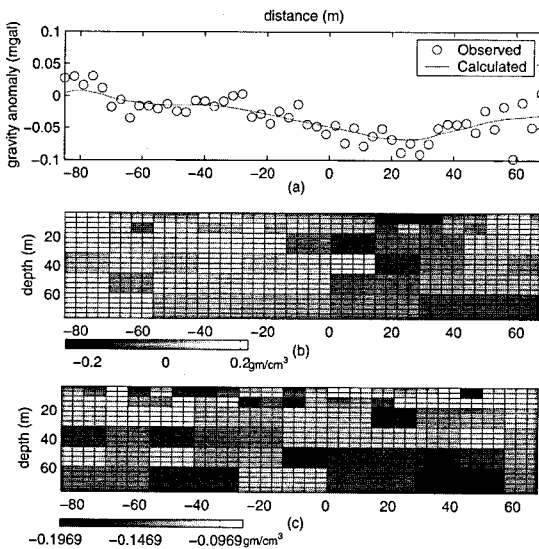 distance (m)
0.1
0.05
0
−0.05
−0.1
gravity anomaly (mgal)
Observed
Calculated
−80 −60 −40 −20 0 20 40 60
(a)
depth (m)
20
40
60
−80 −60 −40 −20 0 20 40 60
(b)
−0.2 0 0.2gm/cm³
depth (m)
20
40
60
−80 −60 −40 −20 0 20 40 60
(c)
−0.1969 −0.1469 −0.0969gm/cm³